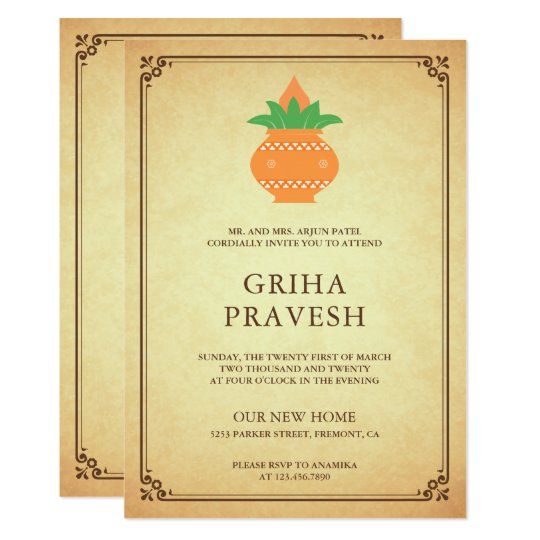 MR. AND MRS. ARJUN PATEL
CORDIALLY INVITE YOU TO ATTEND
GRIHA
PRAVESH
SUNDAY, THE TWENTY FIRST OF MARCH
TWO THOUSAND AND TWENTY
AT FOUR O'CLOCK IN THE EVENING
OUR NEW HOME
5253 PARKER STREET, FREMONT, CA
PLEASE RSVP TO ANAMIKA
AT 123.456.7890